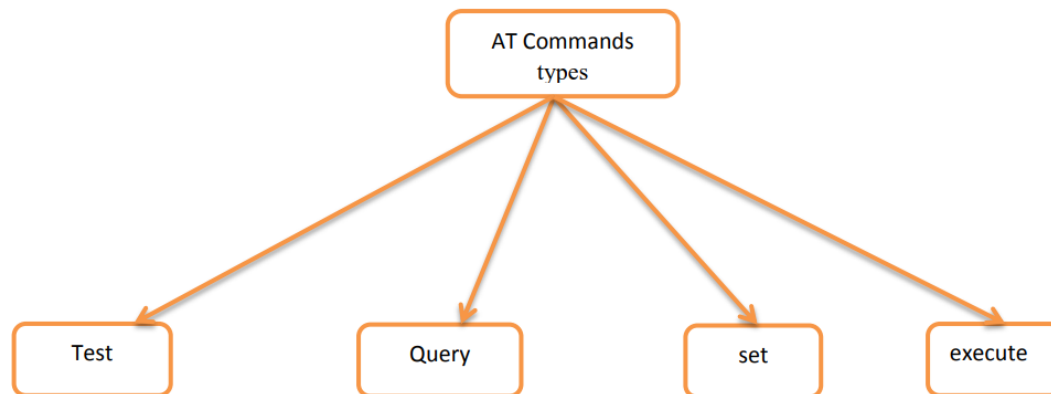 AT Commands
types
Test
Query
set
execute